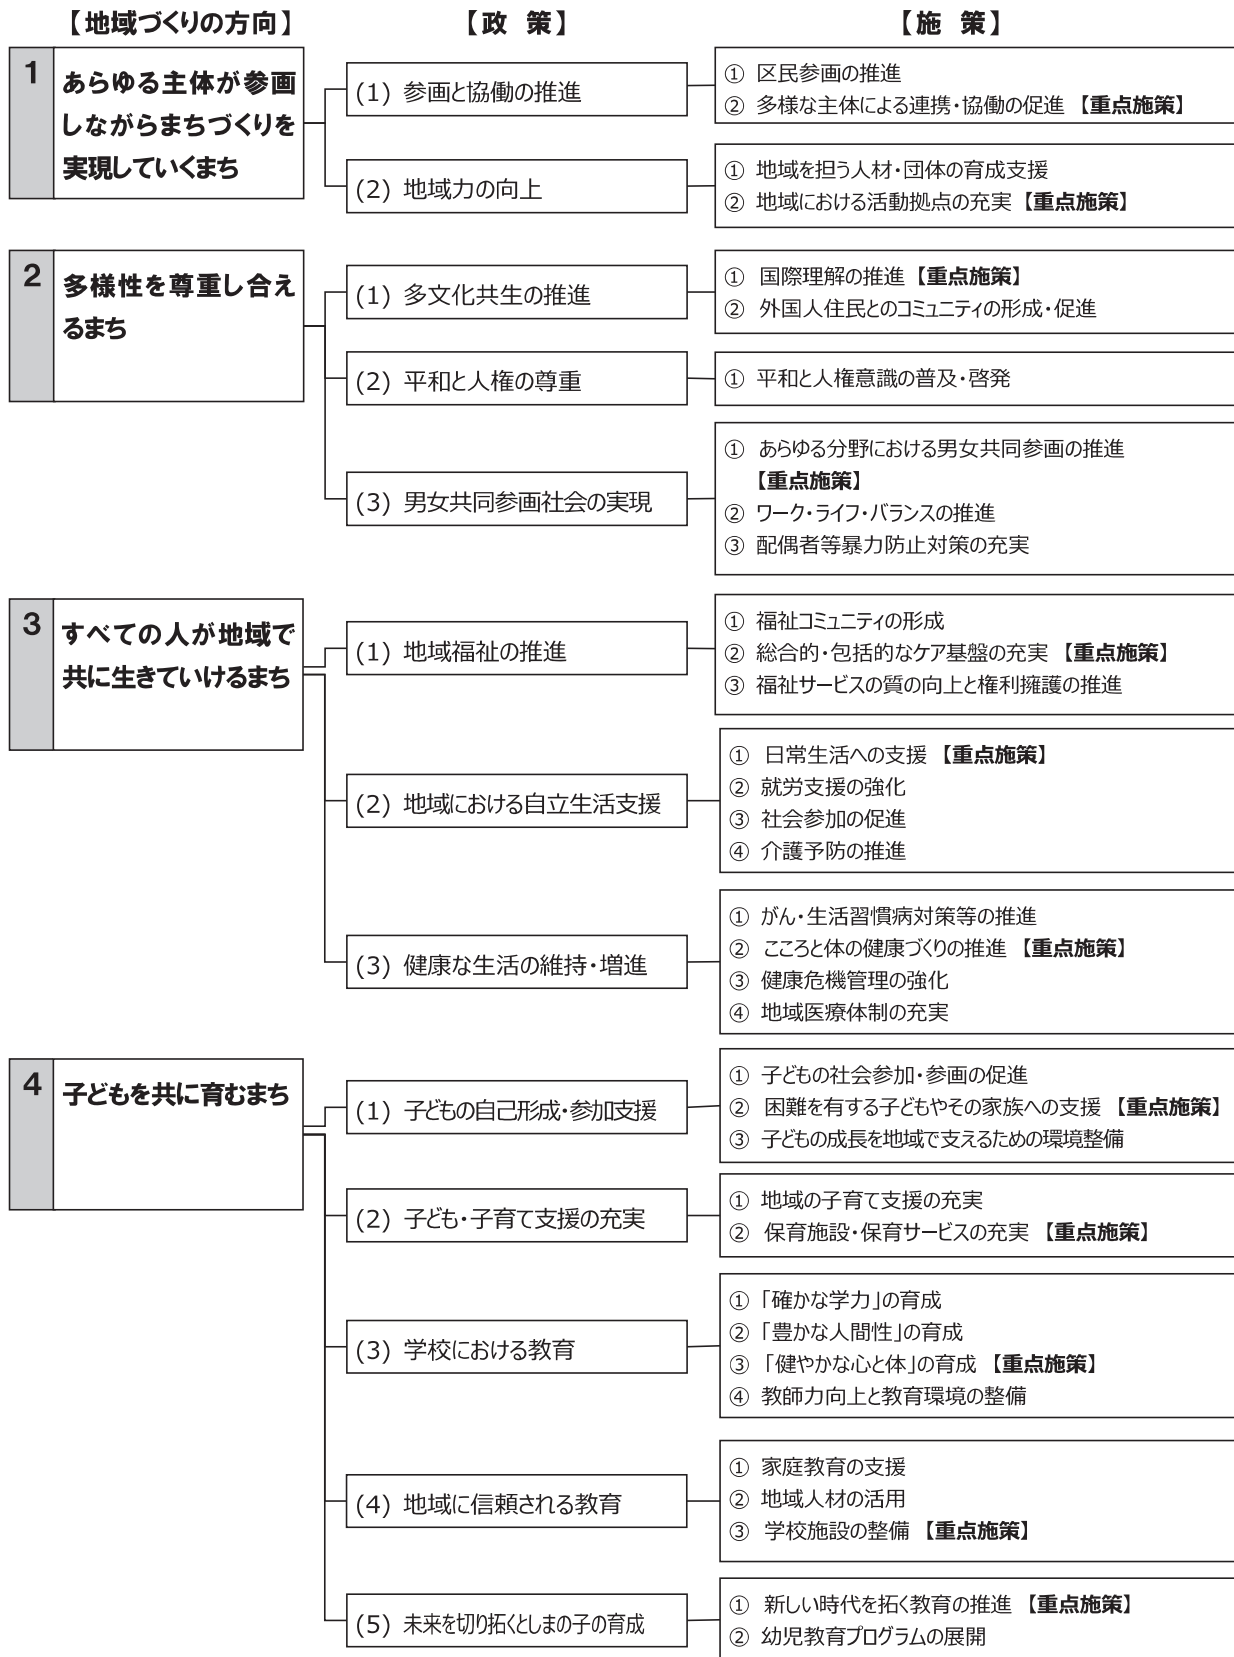 【地域づくりの方向】 【政 策】 【施 策】
1 あらゆる主体が参画
しながらまちづくりを
実現していくまち
(1) 参画と協働の推進
① 区民参画の推進
② 多様な主体による連携・協働の促進 【重点施策】
(2) 地域力の向上
① 地域を担う人材・団体の育成支援
② 地域における活動拠点の充実 【重点施策】
2 多様性を尊重し合え
るまち
(1) 多文化共生の推進
① 国際理解の推進 【重点施策】
② 外国人住民とのコミュニティの形成・促進
(2) 平和と人権の尊重
① 平和と人権意識の普及・啓発
(3) 男女共同参画社会の実現
① あらゆる分野における男女共同参画の推進
【重点施策】
② ワーク・ライフ・バランスの推進
③ 配偶者等暴力防止対策の充実
3 すべての人が地域で
共に生きていけるまち
(1) 地域福祉の推進
① 福祉コミュニティの形成
② 総合的・包括的なケア基盤の充実 【重点施策】
③ 福祉サービスの質の向上と権利擁護の推進
(2) 地域における自立生活支援
① 日常生活への支援 【重点施策】
② 就労支援の強化
③ 社会参加の促進
④ 介護予防の推進
(3) 健康な生活の維持・増進
① がん・生活習慣病対策等の推進
② こころと体の健康づくりの推進 【重点施策】
③ 健康危機管理の強化
④ 地域医療体制の充実
4 子どもを共に育むまち
(1) 子どもの自己形成・参加支援
① 子どもの社会参加・参画の促進
② 困難を有する子どもやその家族への支援 【重点施策】
③ 子どもの成長を地域で支えるための環境整備
(2) 子ども・子育て支援の充実
① 地域の子育て支援の充実
② 保育施設・保育サービスの充実 【重点施策】
(3) 学校における教育
① 「確かな学力」の育成
② 「豊かな人間性」の育成
③ 「健やかな心と体」の育成 【重点施策】
④ 教師力向上と教育環境の整備
(4) 地域に信頼される教育
① 家庭教育の支援
② 地域人材の活用
③ 学校施設の整備 【重点施策】
(5) 未来を切り拓くとしまの子の育成
① 新しい時代を拓く教育の推進 【重点施策】
② 幼児教育プログラムの展開